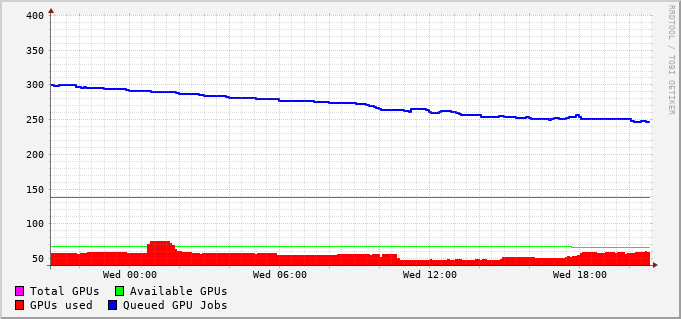 400
350
300
250
200
150
100
50
Wed 00:00 Wed 06:00 Wed 12:00 Wed 18:00
Total GPUs Available GPUs
GPUs used Queued GPU Jobs
RRDTOOL / TOBI OETIKER